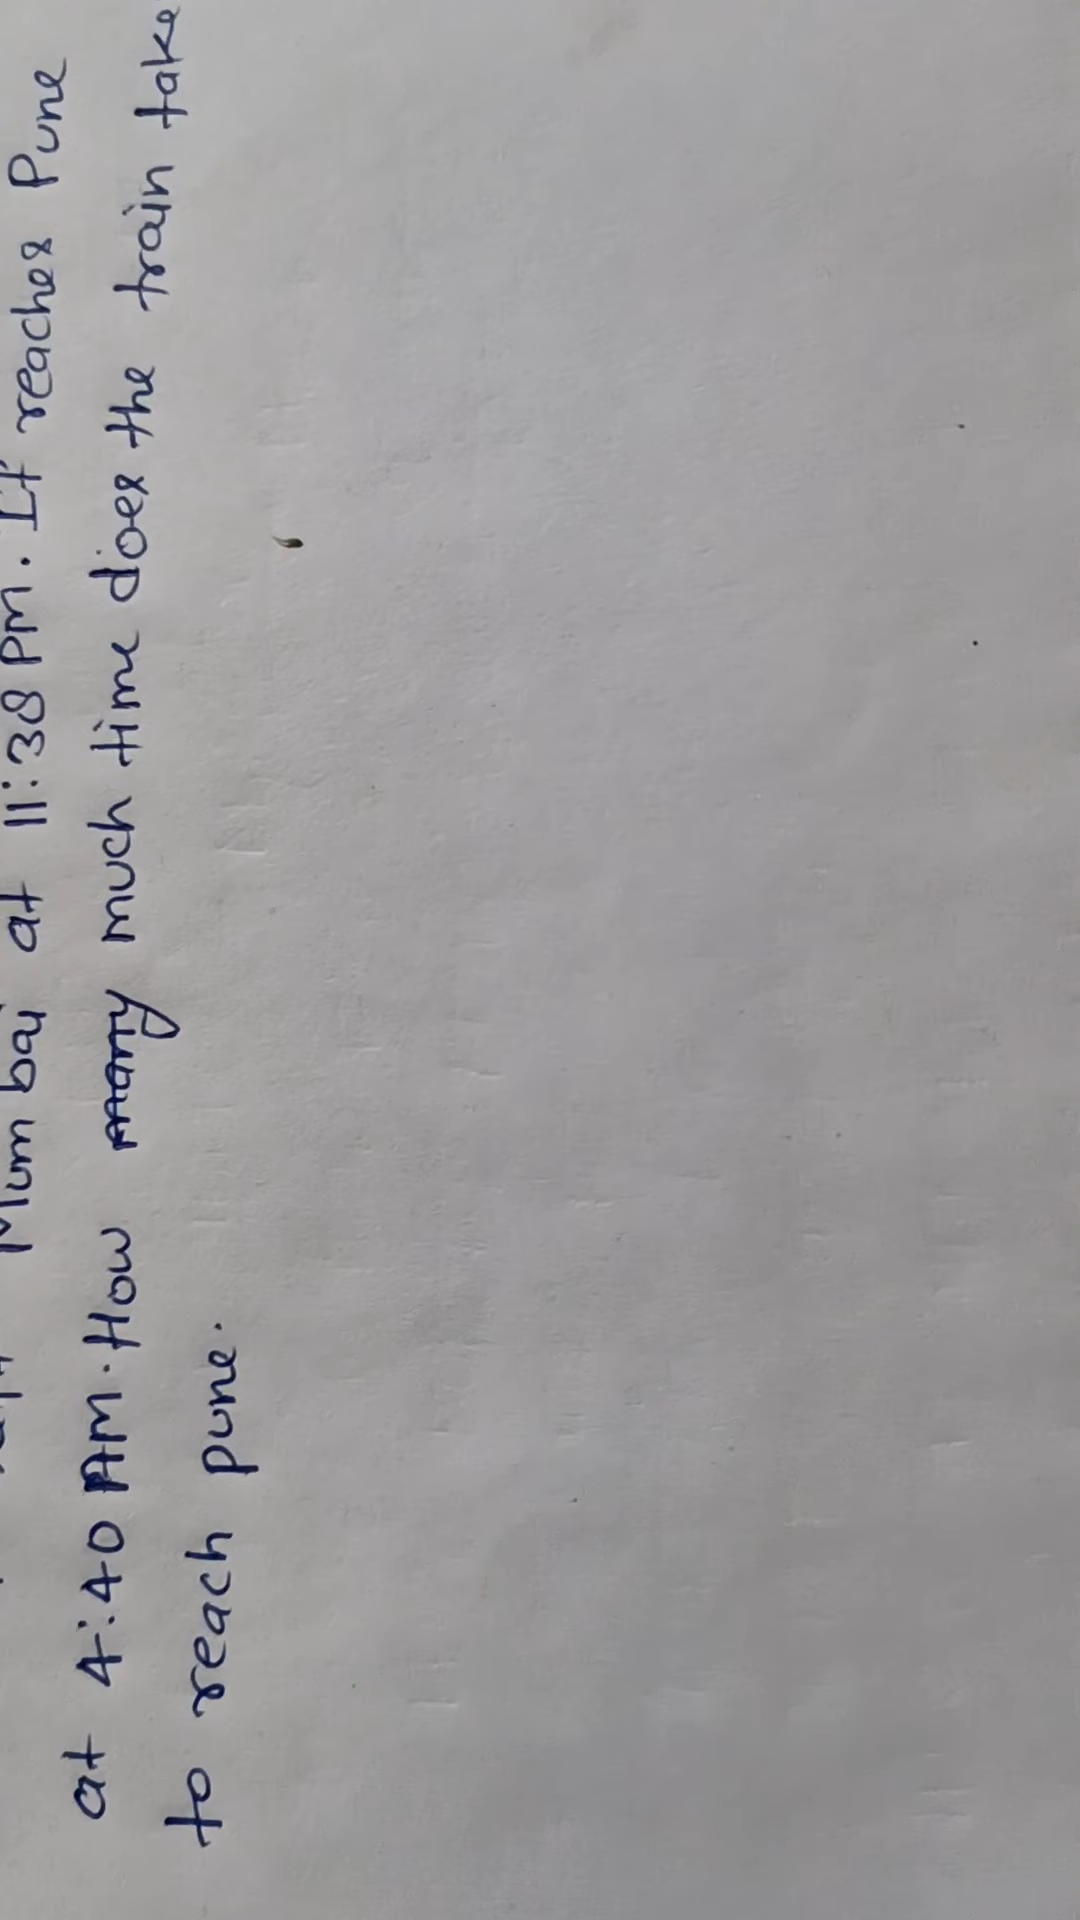 Mumbai at 11:38 PM. It reaches Pune
at 4:40 AM. How many much time does the train take
to reach pune.